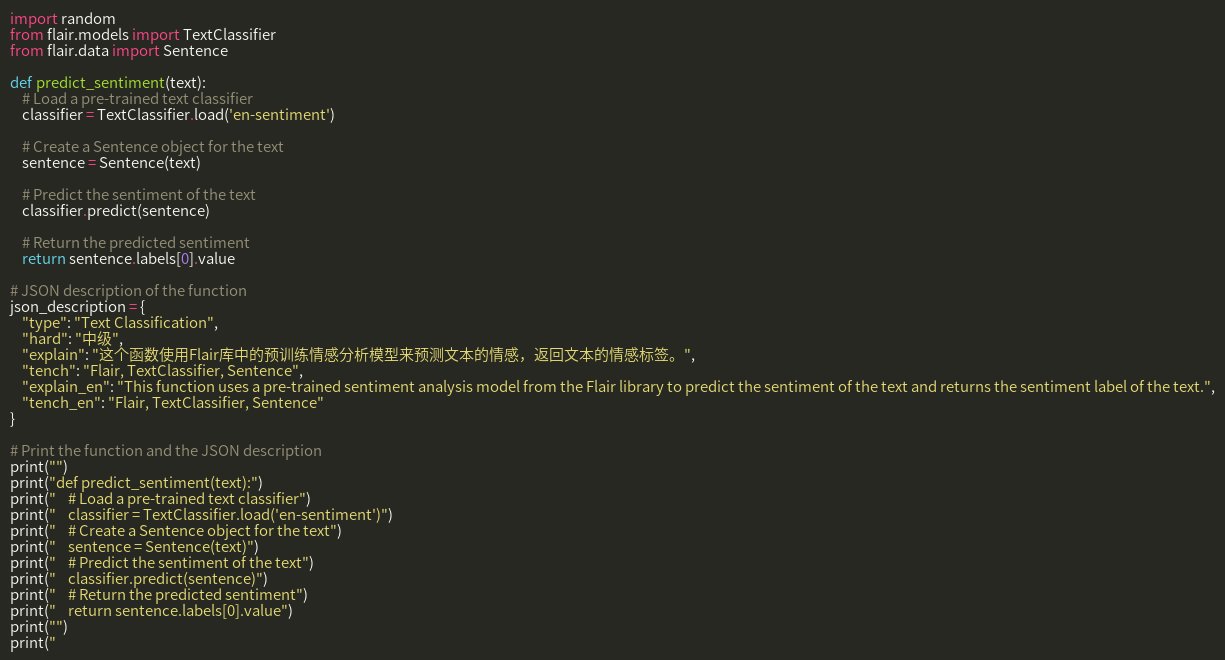 import random
from flair.models import TextClassifier
from flair.data import Sentence

def predict_sentiment(text):
    # Load a pre-trained text classifier
    classifier = TextClassifier.load('en-sentiment')

    # Create a Sentence object for the text
    sentence = Sentence(text)

    # Predict the sentiment of the text
    classifier.predict(sentence)

    # Return the predicted sentiment
    return sentence.labels[0].value

# JSON description of the function
json_description = {
    "type": "Text Classification",
    "hard": "中级",
    "explain": "这个函数使用Flair库中的预训练情感分析模型来预测文本的情感，返回文本的情感标签。",
    "tench": "Flair, TextClassifier, Sentence",
    "explain_en": "This function uses a pre-trained sentiment analysis model from the Flair library to predict the sentiment of the text and returns the sentiment label of the text.",
    "tench_en": "Flair, TextClassifier, Sentence"
}

# Print the function and the JSON description
print("")
print("def predict_sentiment(text):")
print("    # Load a pre-trained text classifier")
print("    classifier = TextClassifier.load('en-sentiment')")
print("    # Create a Sentence object for the text")
print("    sentence = Sentence(text)")
print("    # Predict the sentiment of the text")
print("    classifier.predict(sentence)")
print("    # Return the predicted sentiment")
print("    return sentence.labels[0].value")
print("")
print("